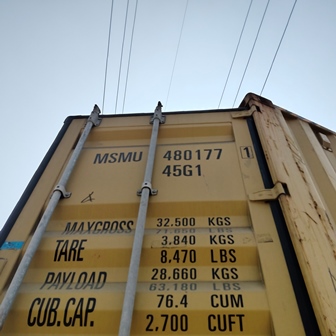 MSMU 480177 1
45G1
MAXGROSS 32.500 KGS
71.650 LBS
TARE 3.840 KGS
8,470 LBS
PAYLOAD 28.660 KGS
63.180 LBS
CUB.CAP. 76.4 CUM
2,700 CUFT